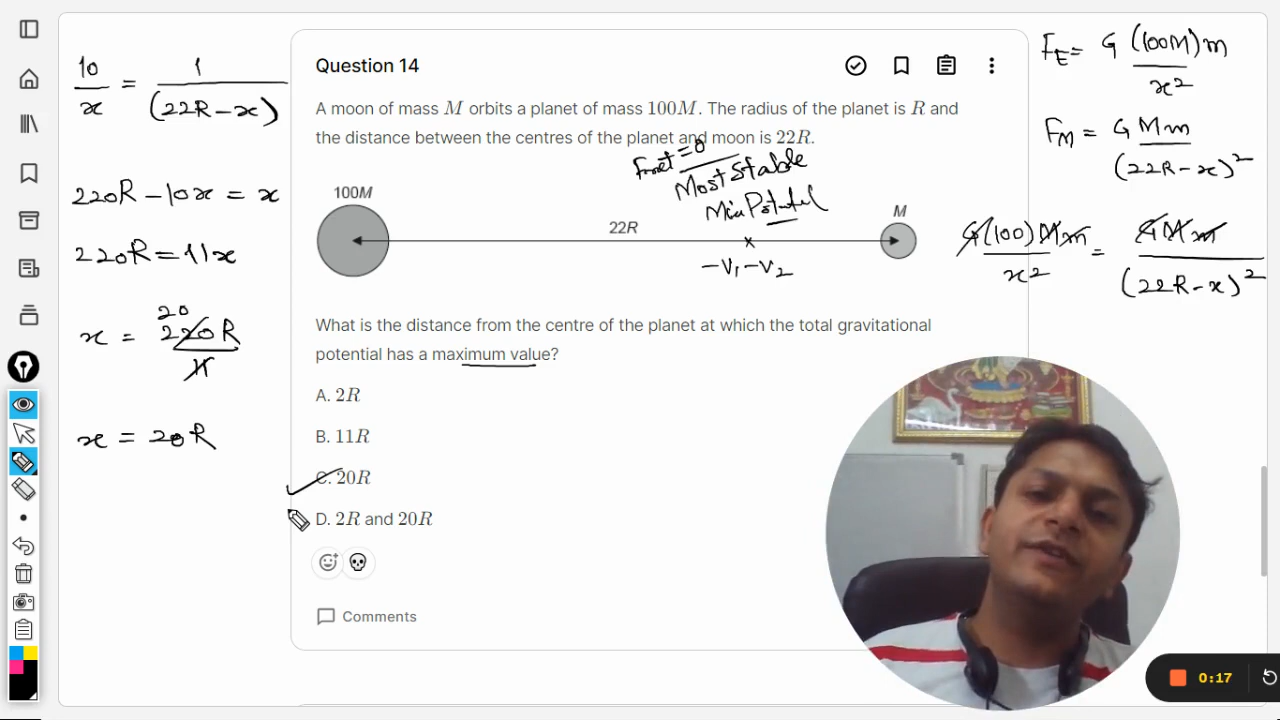 Question 14
A moon of mass M orbits a planet of mass 100M. The radius of the planet is R and
the distance between the centres of the planet and moon is 22R.
Fnet = 0
Most Stable
Min Potential
100M
22R
M
-V₁ -V₂
What is the distance from the centre of the planet at which the total gravitational
potential has a maximum value?
A. 2R
B. 11R
C. 20R
D. 2R and 20R
Comments
10/x = 1/(22R-x)
220R - 10x = x
220R = 11x
x = 220R/11
20
x = 20R
F_E = G(100M)m/x²
F_M = GMm/(22R-x)²
G(100)Mm/x² = GMm/(22R-x)²
0:17